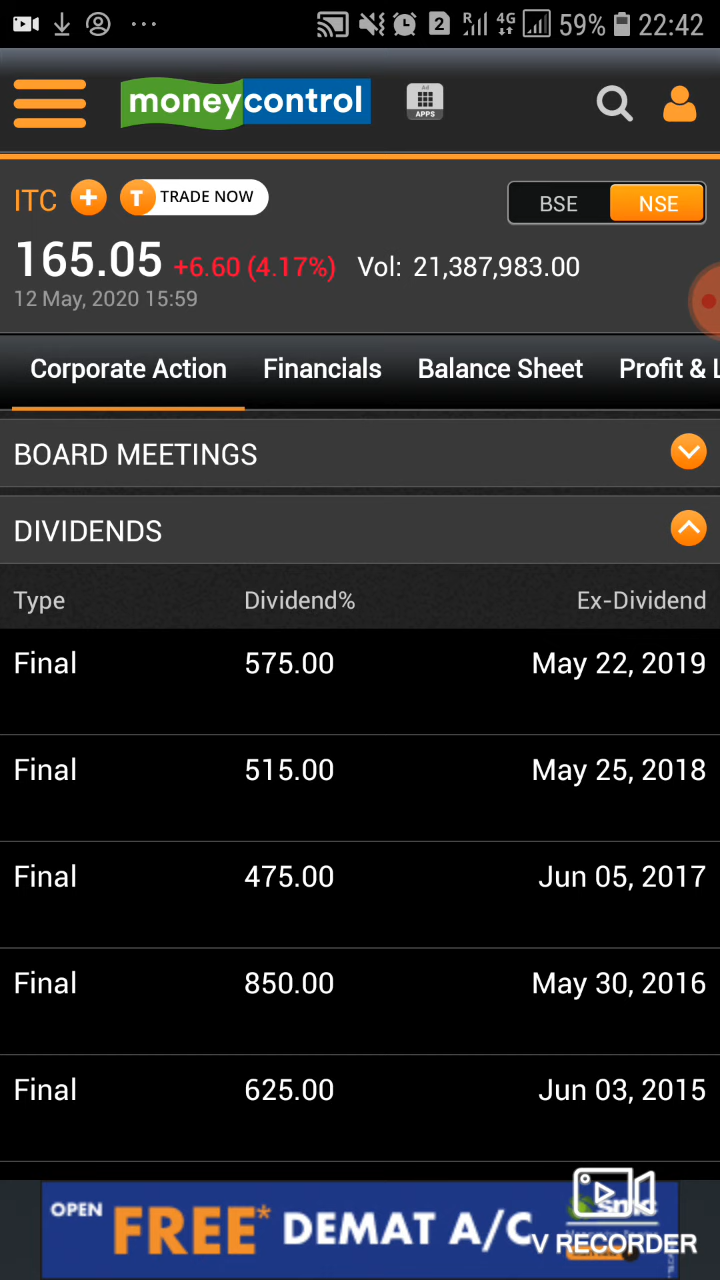 2 R 4G 59% 22:42
moneycontrol Ad APPS
ITC + T TRADE NOW BSE NSE
165.05 +6.60 (4.17%) Vol: 21,387,983.00
12 May, 2020 15:59
Corporate Action Financials Balance Sheet Profit & L
BOARD MEETINGS
DIVIDENDS
Type Dividend% Ex-Dividend
Final 575.00 May 22, 2019
Final 515.00 May 25, 2018
Final 475.00 Jun 05, 2017
Final 850.00 May 30, 2016
Final 625.00 Jun 03, 2015
OPEN FREE* DEMAT A/C
V RECORDER